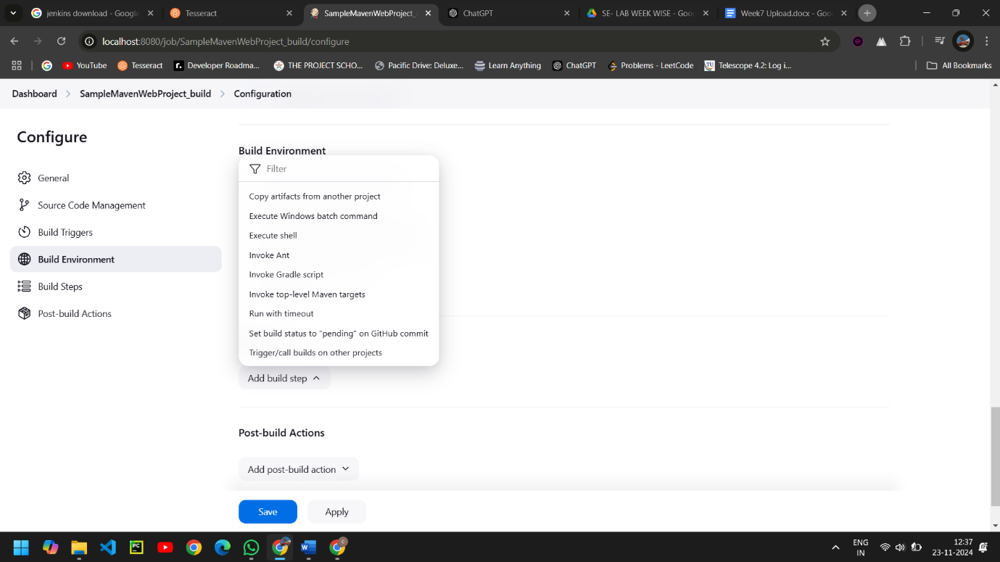 jenkins download - Google
Tesseract
SampleMavenWebProject_
ChatGPT
SE- LAB WEEK WISE - Goo
Week7 Upload.docx - Goo
localhost:8080/job/SampleMavenWebProject_build/configure
YouTube
Tesseract
Developer Roadma...
THE PROJECT SCHO...
Pacific Drive: Deluxe...
Learn Anything
ChatGPT
Problems - LeetCode
Telescope 4.2: Log i...
All Bookmarks
Dashboard
SampleMavenWebProject_build
Configuration
Configure
General
Source Code Management
Build Triggers
Build Environment
Build Steps
Post-build Actions
Build Environment
Filter
Copy artifacts from another project
Execute Windows batch command
Execute shell
Invoke Ant
Invoke Gradle script
Invoke top-level Maven targets
Run with timeout
Set build status to "pending" on GitHub commit
Trigger/call builds on other projects
Add build step
Post-build Actions
Add post-build action
Save
Apply
ENG
IN
12:37
23-11-2024